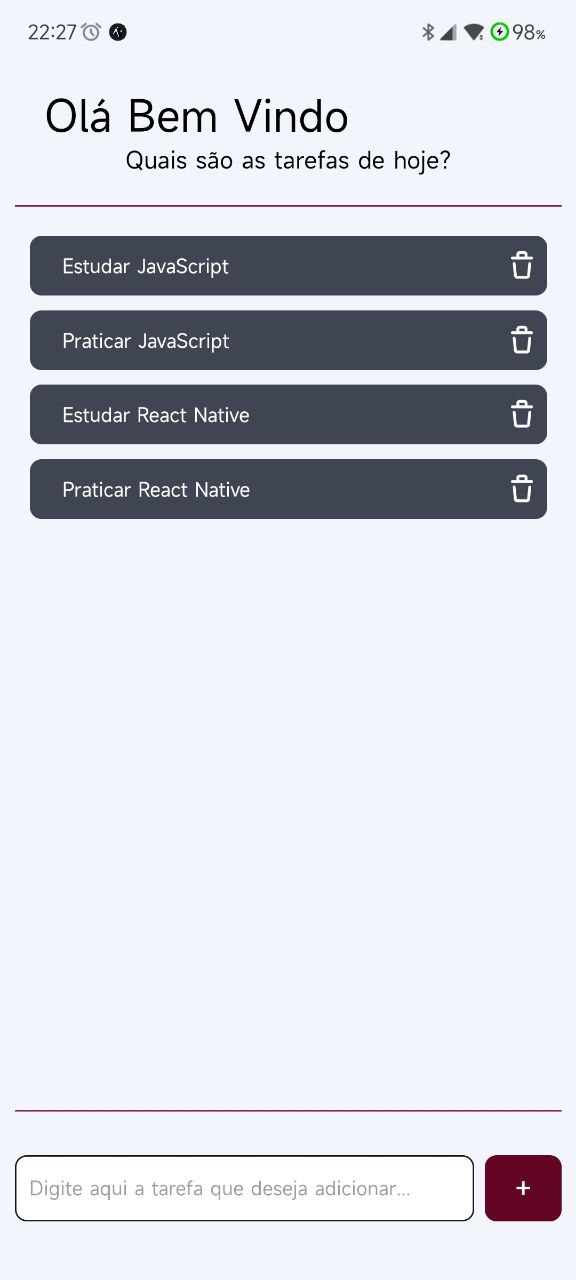 22:27 98%
Olá Bem Vindo
Quais são as tarefas de hoje?
Estudar JavaScript
Praticar JavaScript
Estudar React Native
Praticar React Native
Digite aqui a tarefa que deseja adicionar...
+